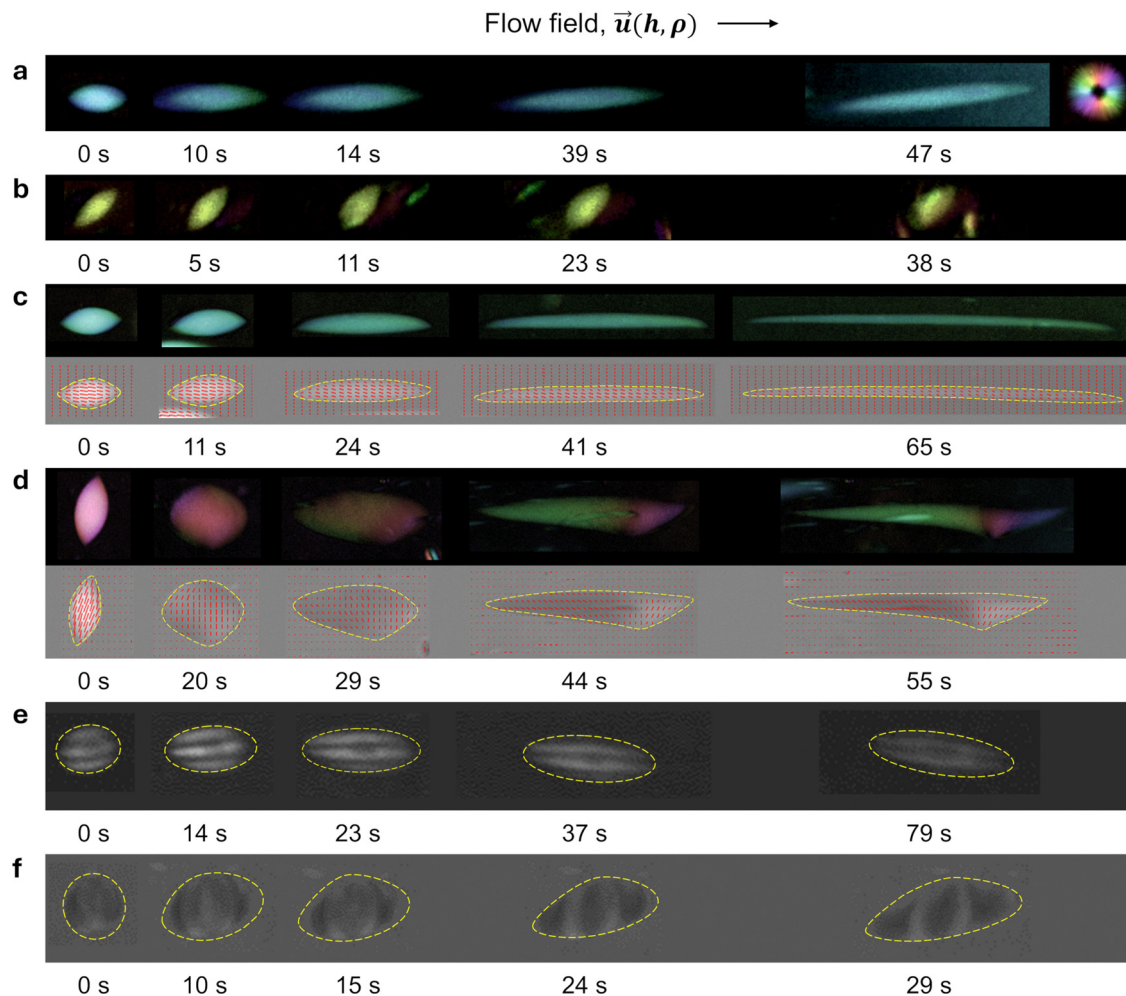 Flow field, u⃗(h, ρ)
a
0 s 10 s 14 s 39 s 47 s
b
0 s 5 s 11 s 23 s 38 s
c
0 s 11 s 24 s 41 s 65 s
d
0 s 20 s 29 s 44 s 55 s
e
0 s 14 s 23 s 37 s 79 s
f
0 s 10 s 15 s 24 s 29 s